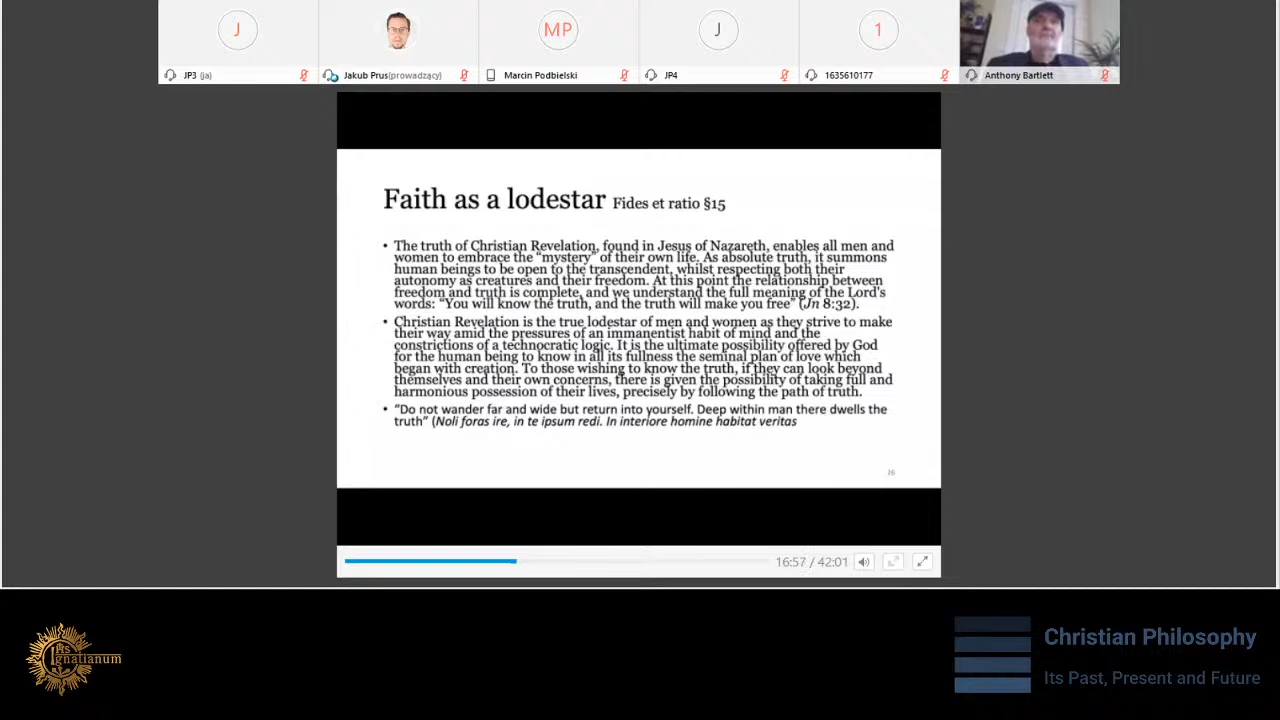 J
MP
J
1
JP3 (ja)
Jakub Prus(prowadzący)
Marcin Podbielski
JP4
1635610177
Anthony Bartlett
Faith as a lodestar Fides et ratio §15
• The truth of Christian Revelation, found in Jesus of Nazareth, enables all men and
women to embrace the “mystery” of their own life. As absolute truth, it summons
human beings to be open to the transcendent, whilst respecting both their
autonomy as creatures and their freedom. At this point the relationship between
freedom and truth is complete, and we understand the full meaning of the Lord's
words: “You will know the truth, and the truth will make you free” (Jn 8:32).
• Christian Revelation is the true lodestar of men and women as they strive to make
their way amid the pressures of an immanentist habit of mind and the
constrictions of a technocratic logic. It is the ultimate possibility offered by God
for the human being to know in all its fullness the seminal plan of love which
began with creation. To those wishing to know the truth, if they can look beyond
themselves and their own concerns, there is given the possibility of taking full and
harmonious possession of their lives, precisely by following the path of truth.
• “Do not wander far and wide but return into yourself. Deep within man there dwells the
truth” (Noli foras ire, in te ipsum redi. In interiore homine habitat veritas
26
16:57 / 42:01
Ignatianum
Christian Philosophy
Its Past, Present and Future